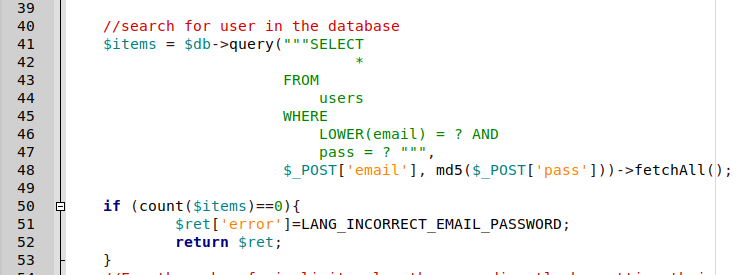 39
40 //search for user in the database
41 $items = $db->query("""SELECT
42 *
43 FROM
44 users
45 WHERE
46 LOWER(email) = ? AND
47 pass = ? """,
48 $_POST['email'], md5($_POST['pass']))->fetchAll();
49
50 if (count($items)==0){
51 $ret['error']=LANG_INCORRECT_EMAIL_PASSWORD;
52 return $ret;
53 }